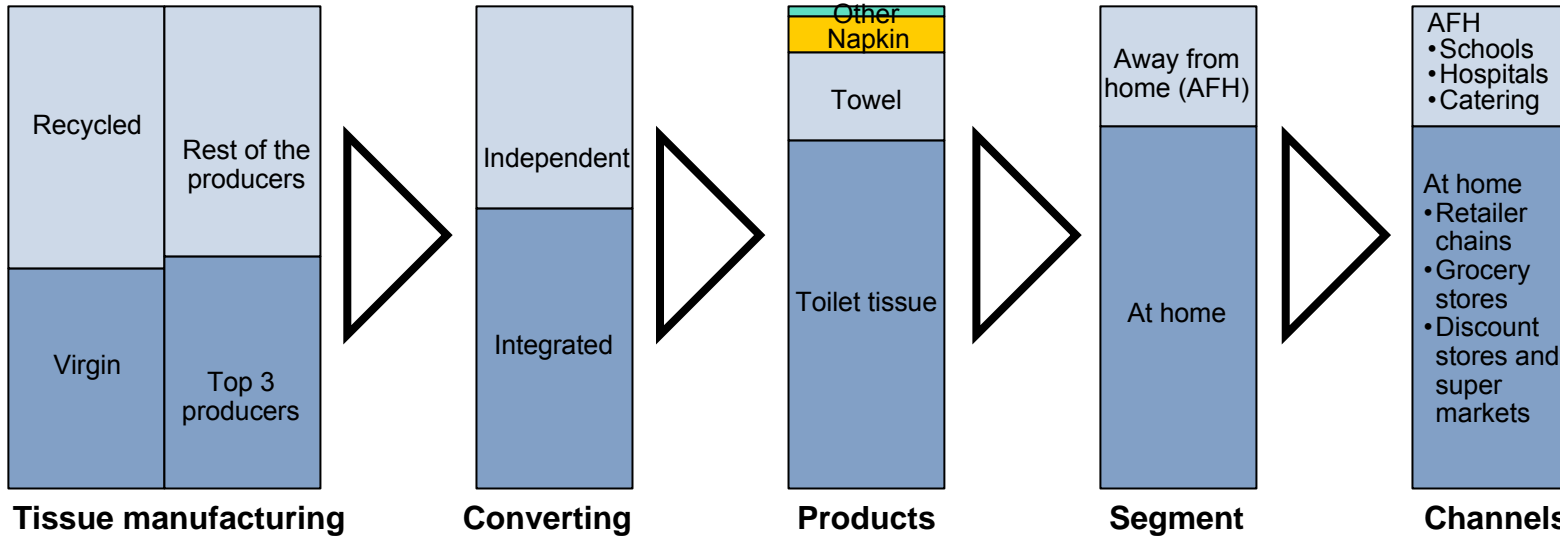 Recycled
Virgin
Rest of the
producers
Top 3
producers
Tissue manufacturing
Independent
Integrated
Converting
Other
Napkin
Towel
Toilet tissue
Products
Away from
home (AFH)
At home
Segment
AFH
•Schools
•Hospitals
•Catering
At home
•Retailer
chains
•Grocery
stores
•Discount
stores and
super
markets
Channels